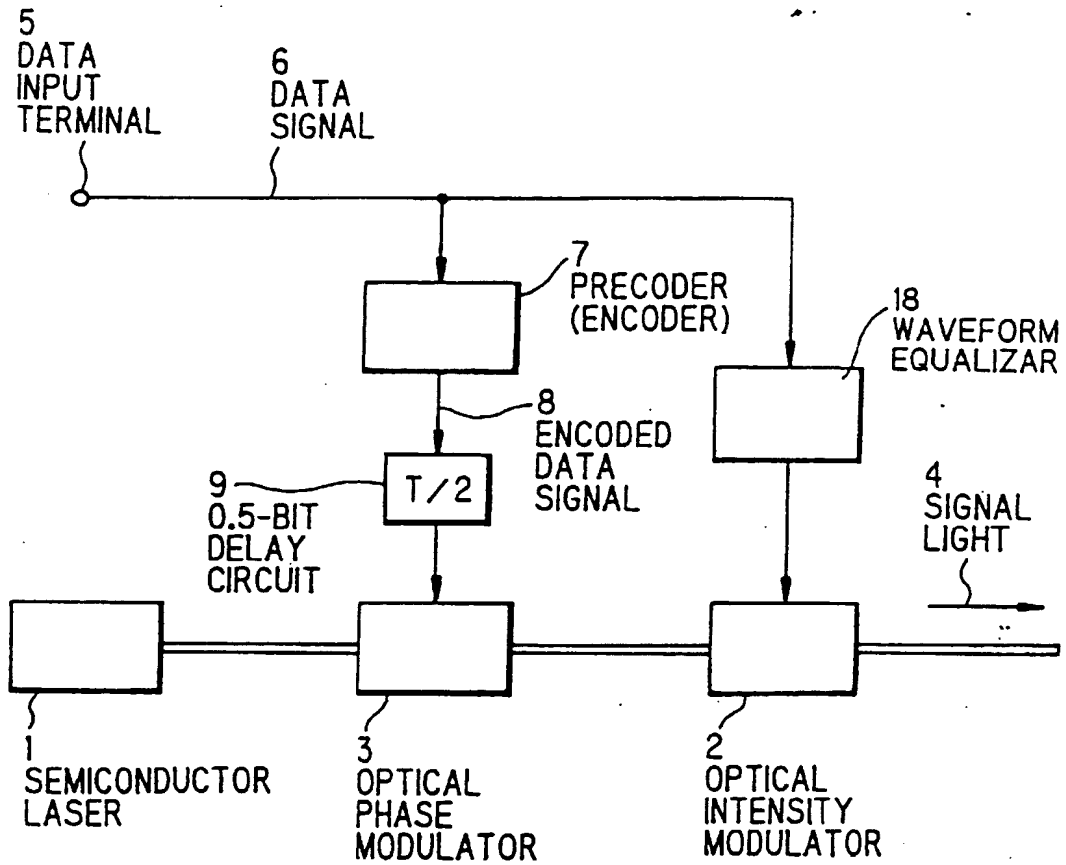 5
DATA
INPUT
TERMINAL
6
DATA
SIGNAL
7
PRECODER
(ENCODER)
18
WAVEFORM
EQUALIZAR
8
ENCODED
DATA
SIGNAL
9
0.5-BIT
DELAY
CIRCUIT
T/2
4
SIGNAL
LIGHT
1
SEMICONDUCTOR
LASER
3
OPTICAL
PHASE
MODULATOR
2
OPTICAL
INTENSITY
MODULATOR